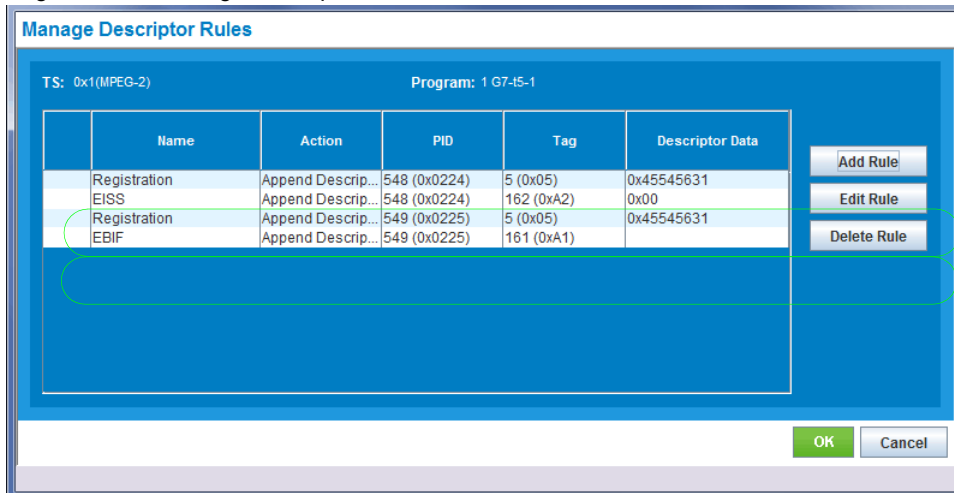 Manage Descriptor Rules
TS: 0x1(MPEG-2) Program: 1 G7-t5-1
Name Action PID Tag Descriptor Data
Registration Append Descrip... 548 (0x0224) 5 (0x05) 0x45545631
EISS Append Descrip... 548 (0x0224) 162 (0xA2) 0x00
Registration Append Descrip... 549 (0x0225) 5 (0x05) 0x45545631
EBIF Append Descrip... 549 (0x0225) 161 (0xA1)
Add Rule
Edit Rule
Delete Rule
OK Cancel